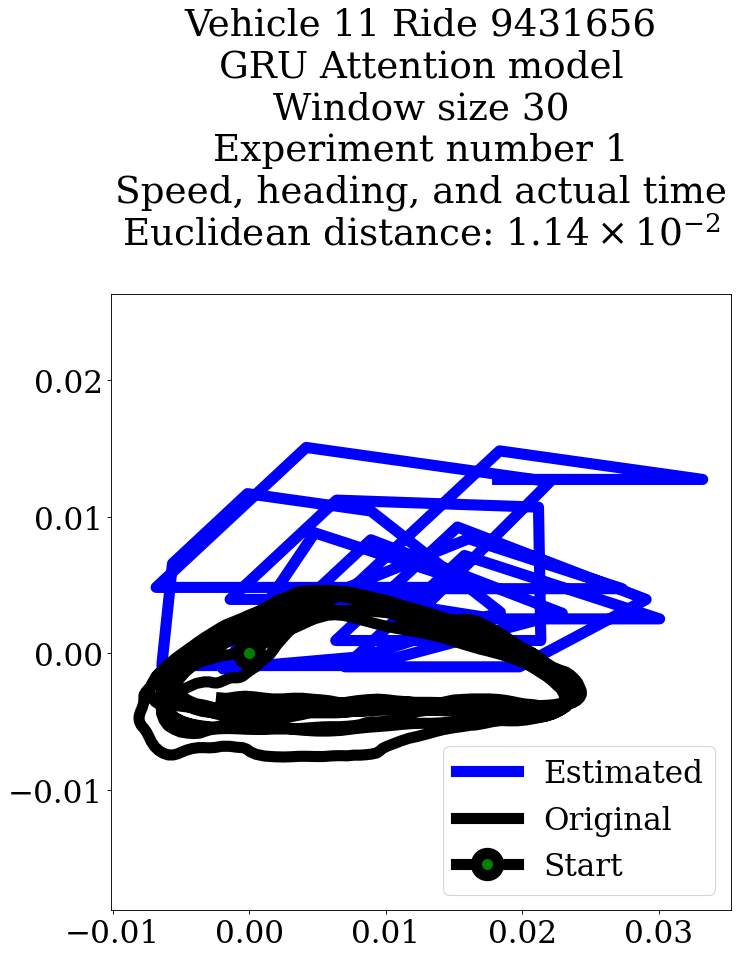 Vehicle 11 Ride 9431656
GRU Attention model
Window size 30
Experiment number 1
Speed, heading, and actual time
Euclidean distance: 1.14 × 10⁻²
0.02
0.01
0.00
−0.01
Estimated
Original
Start
−0.01 0.00 0.01 0.02 0.03